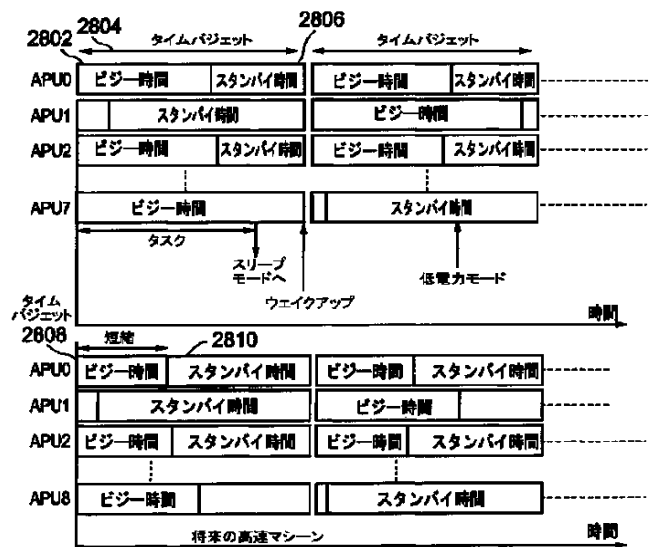 2802 2804 2806
タイムバジェット タイムバジェット
APU0 ビジー時間 スタンバイ時間 ビジー時間 スタンバイ時間
APU1 スタンバイ時間 ビジー時間
APU2 ビジー時間 スタンバイ時間 ビジー時間 スタンバイ時間
APU7 ビジー時間 スタンバイ時間
タスク
スリープ
モードへ
ウェイクアップ
低電力モード
時間
タイム
バジェット
2808 短縮 2810
APU0 ビジー時間 スタンバイ時間 ビジー時間 スタンバイ時間
APU1 スタンバイ時間 ビジー時間
APU2 ビジー時間 スタンバイ時間 ビジー時間 スタンバイ時間
APU8 ビジー時間 スタンバイ時間
将来の高速マシーン 時間